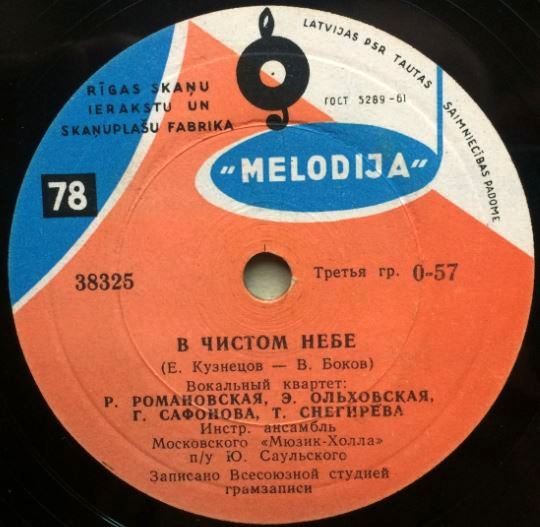 LATVIJAS PSR TAUTAS
SAIMNIECĪBAS PADOME
RĪGAS SKAŅU
IERAKSTU UN
SKAŅUPLAŠU FABRIKA
ГОСТ 5289-61
"MELODIJA"
78
38325
Третья гр. 0-57
В ЧИСТОМ НЕБЕ
(Е. Кузнецов — В. Боков)
Вокальный квартет:
Р. РОМАНОВСКАЯ, Э. ОЛЬХОВСКАЯ,
Г. САФОНОВА, Т. СНЕГИРЕВА
Инстр. ансамбль
Московского «Мюзик-Холла»
п/у Ю. Саульского
Записано Всесоюзной студией
грамзаписи